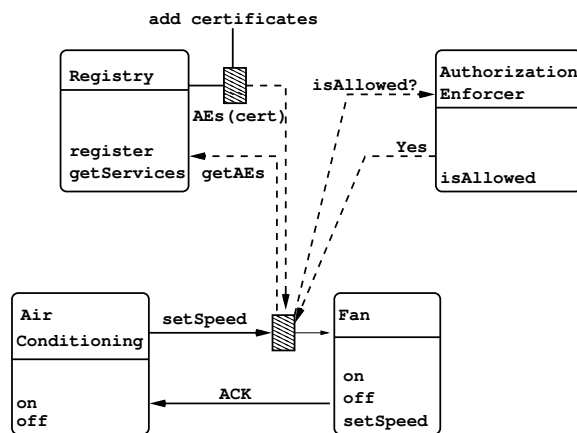 add certificates
Registry
AEs(cert)
register
getServices
getAEs
isAllowed?
Authorization
Enforcer
Yes
isAllowed
Air
Conditioning
on
off
setSpeed
ACK
Fan
on
off
setSpeed